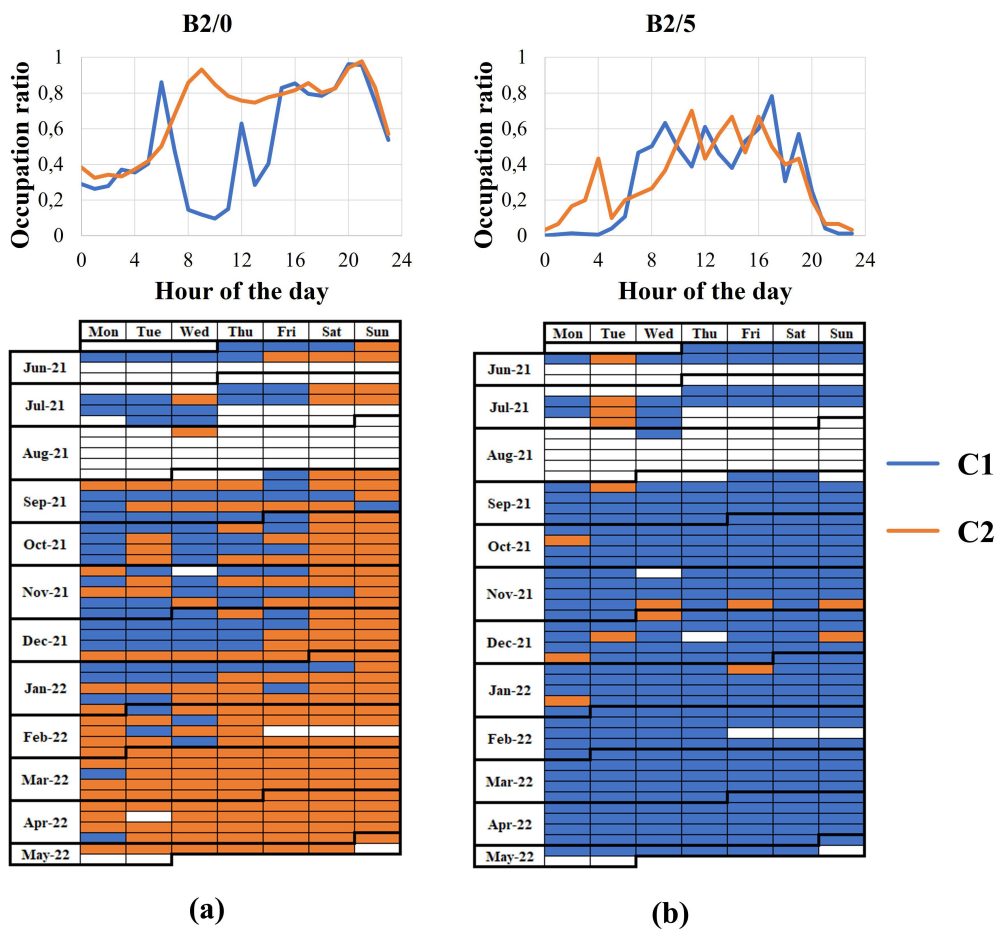 B2/0
Occupation ratio
1
0,8
0,6
0,4
0,2
0
0 4 8 12 16 20 24
Hour of the day
Mon Tue Wed Thu Fri Sat Sun
Jun-21
Jul-21
Aug-21
Sep-21
Oct-21
Nov-21
Dec-21
Jan-22
Feb-22
Mar-22
Apr-22
May-22
(a)
B2/5
Occupation ratio
1
0,8
0,6
0,4
0,2
0
0 4 8 12 16 20 24
Hour of the day
Mon Tue Wed Thu Fri Sat Sun
Jun-21
Jul-21
Aug-21
Sep-21
Oct-21
Nov-21
Dec-21
Jan-22
Feb-22
Mar-22
Apr-22
May-22
(b)
C1
C2